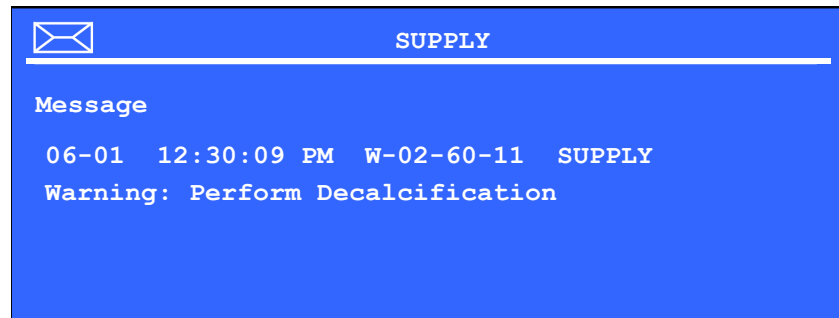 SUPPLY
Message
06-01 12:30:09 PM W-02-60-11 SUPPLY
Warning: Perform Decalcification